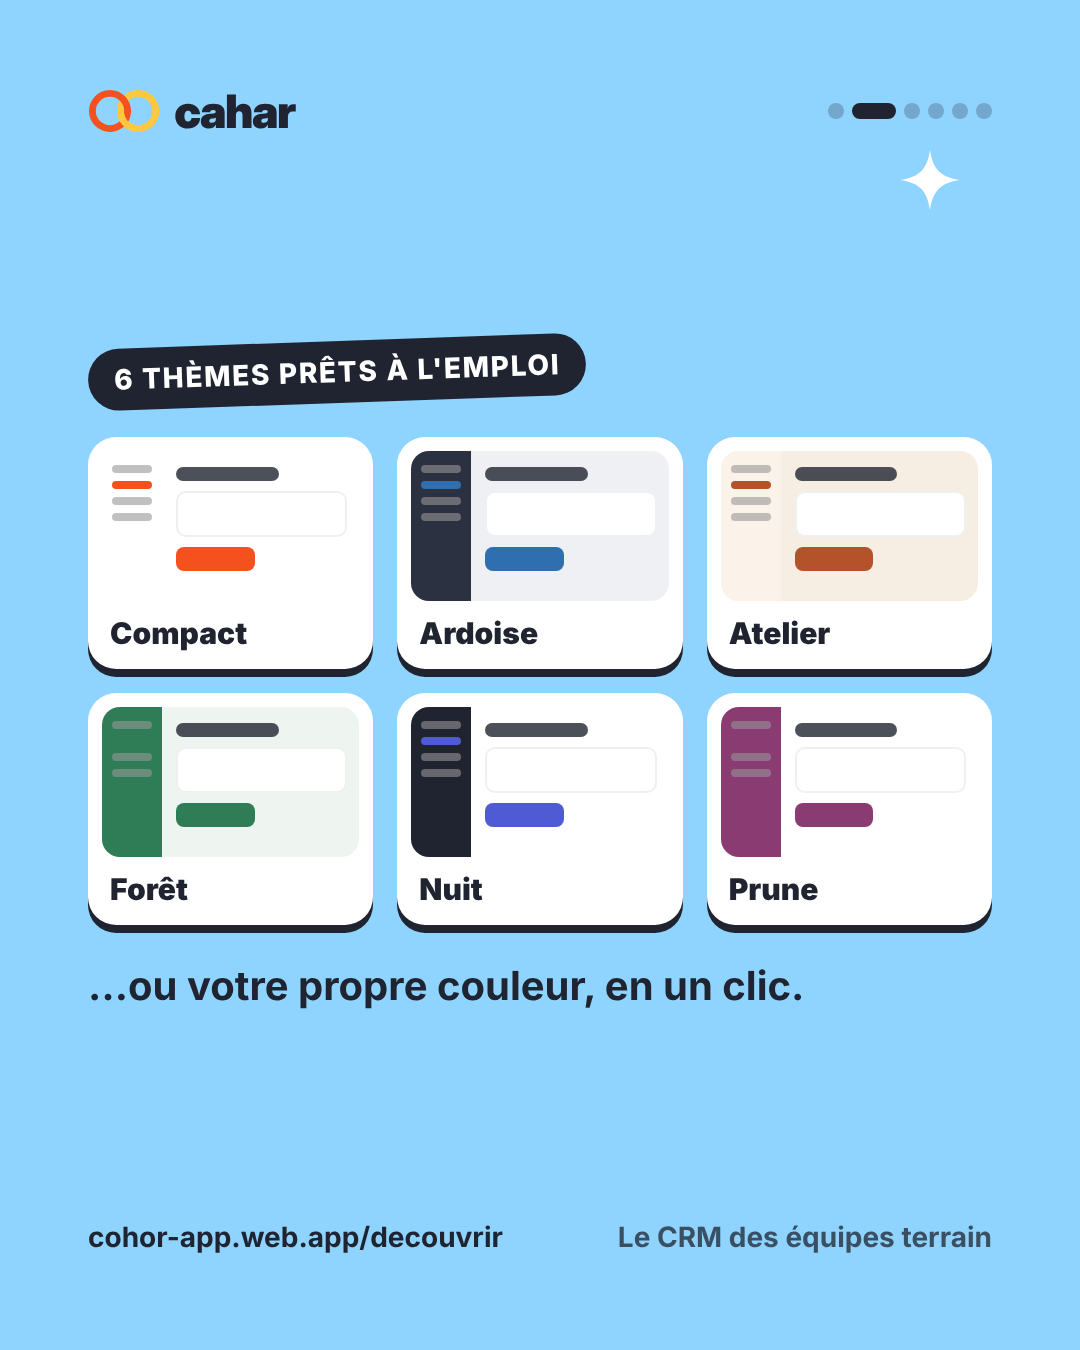 cahar
6 THÈMES PRÊTS À L'EMPLOI
Compact
Ardoise
Atelier
Forêt
Nuit
Prune
...ou votre propre couleur, en un clic.
cohor-app.web.app/decouvrir
Le CRM des équipes terrain